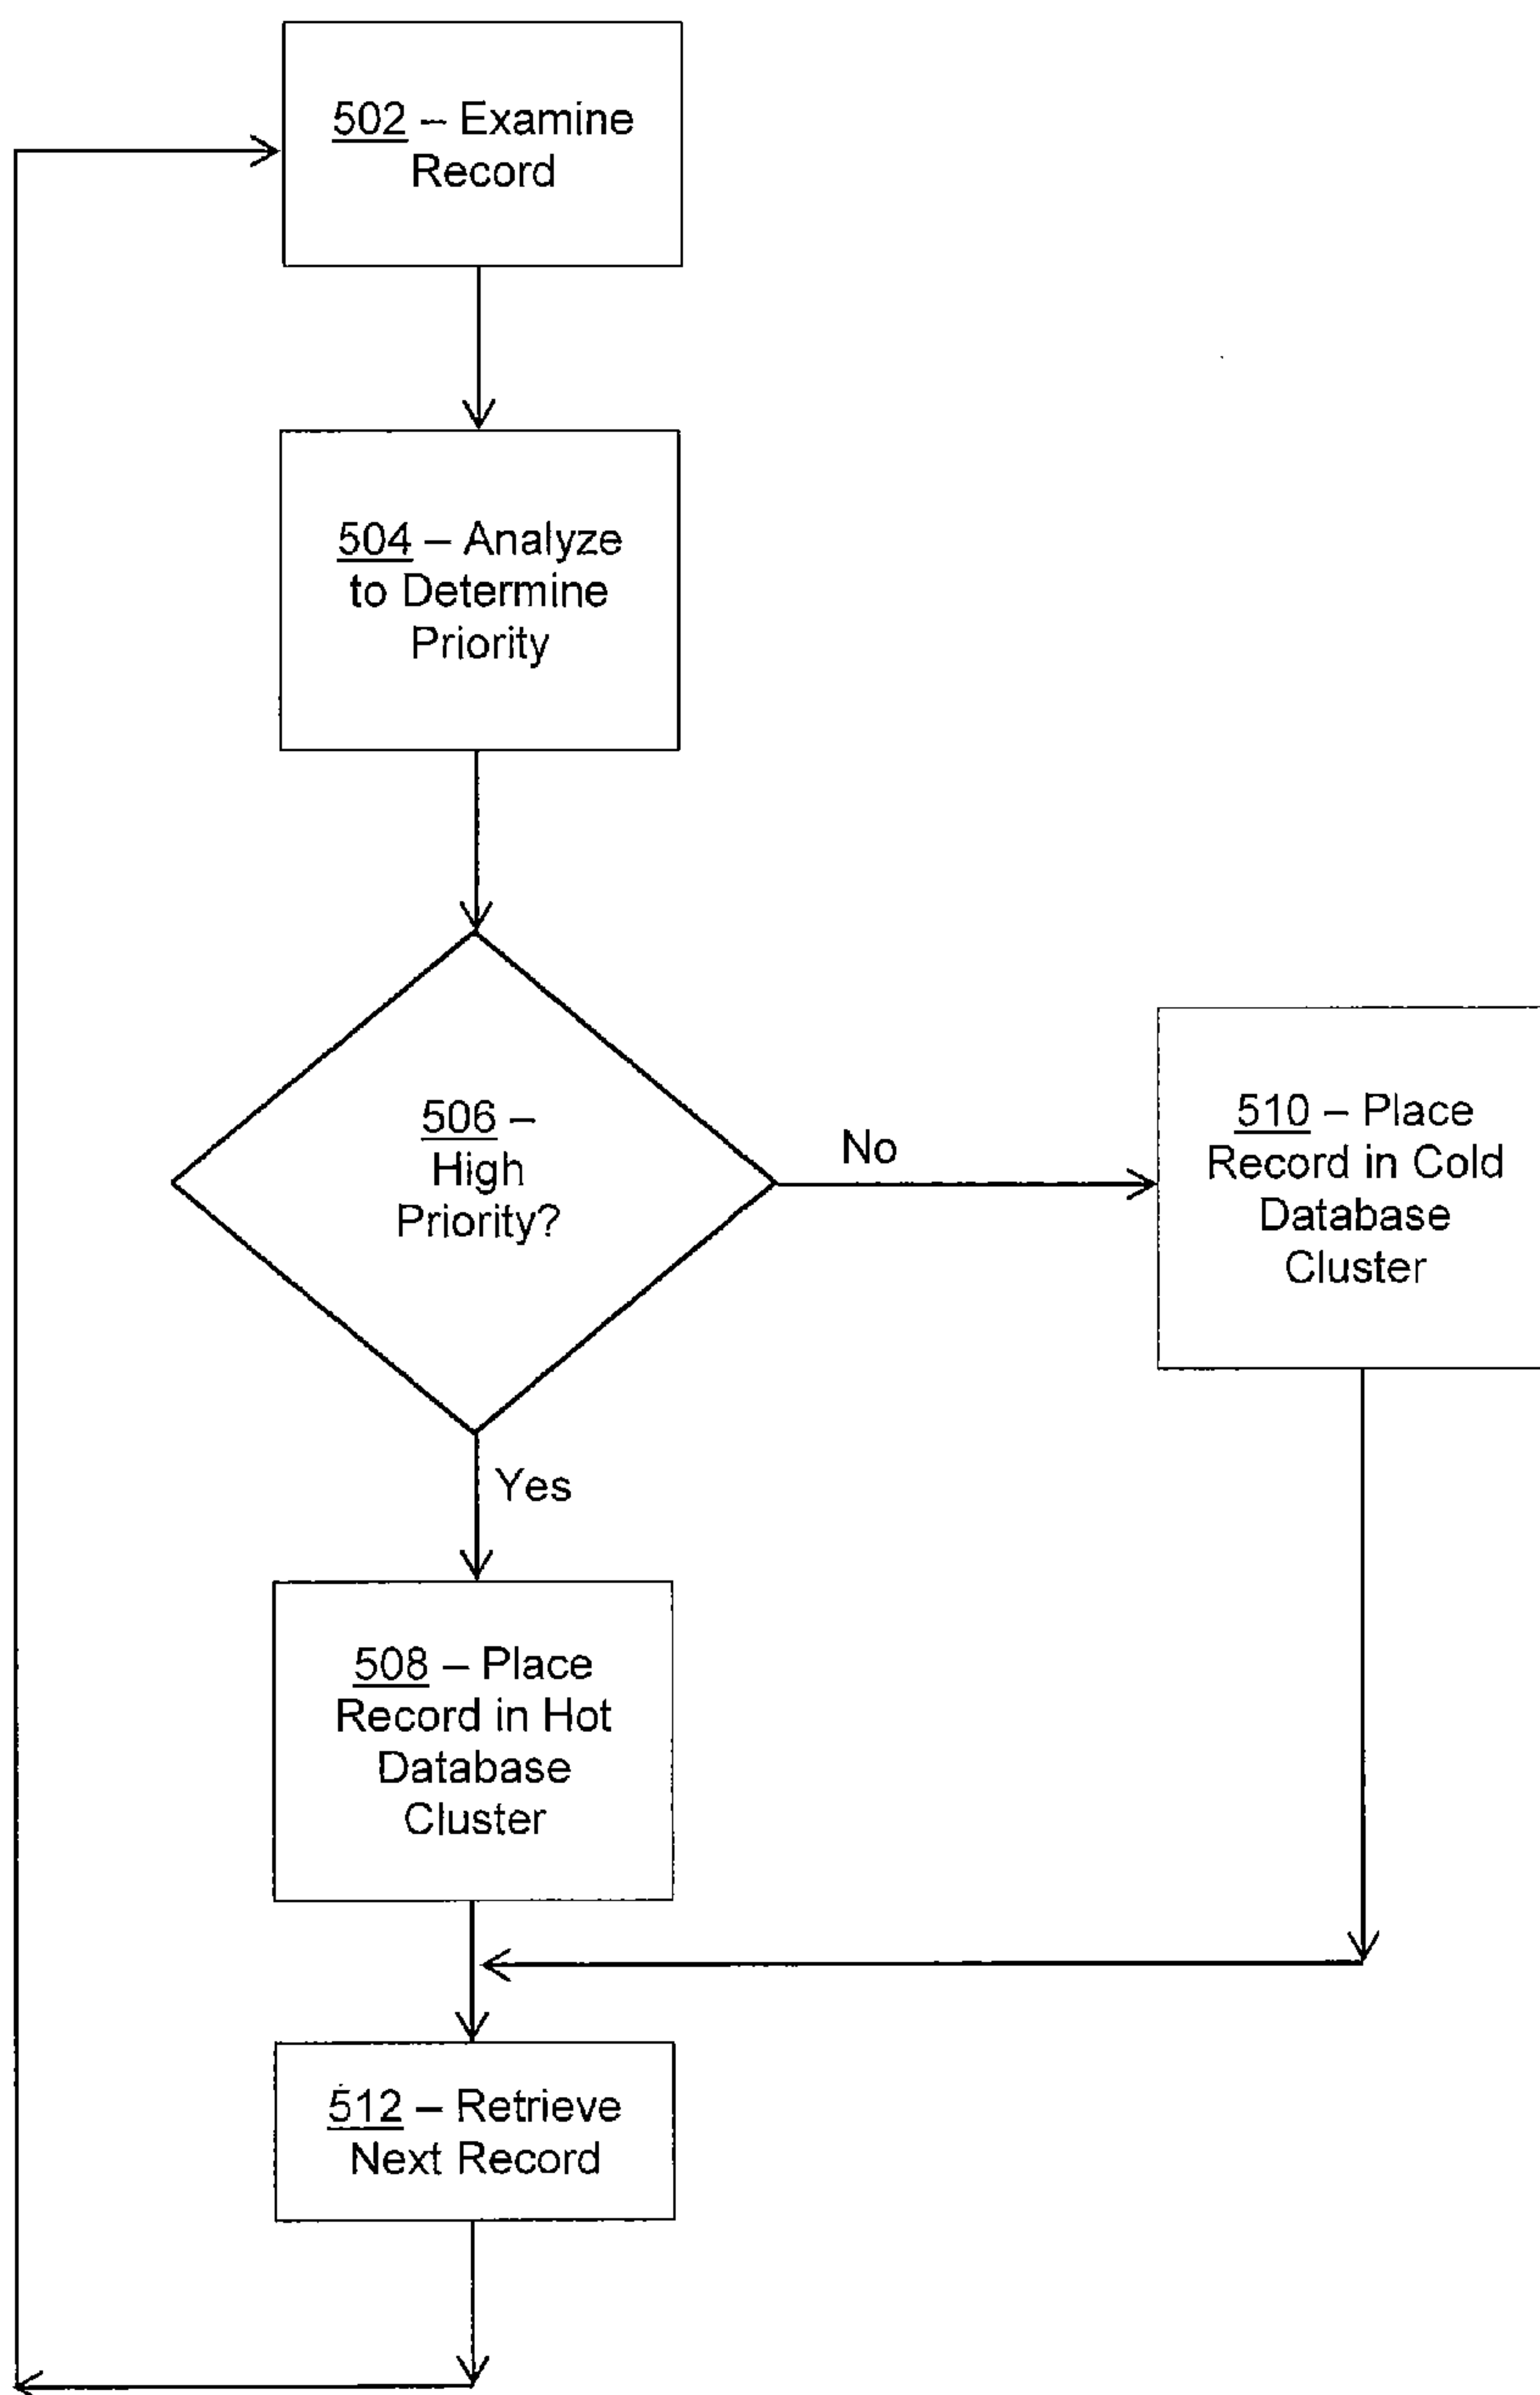 502 – Examine
Record
504 – Analyze
to Determine
Priority
506 –
High
Priority?
No
510 – Place
Record in Cold
Database
Cluster
Yes
508 – Place
Record in Hot
Database
Cluster
512 – Retrieve
Next Record